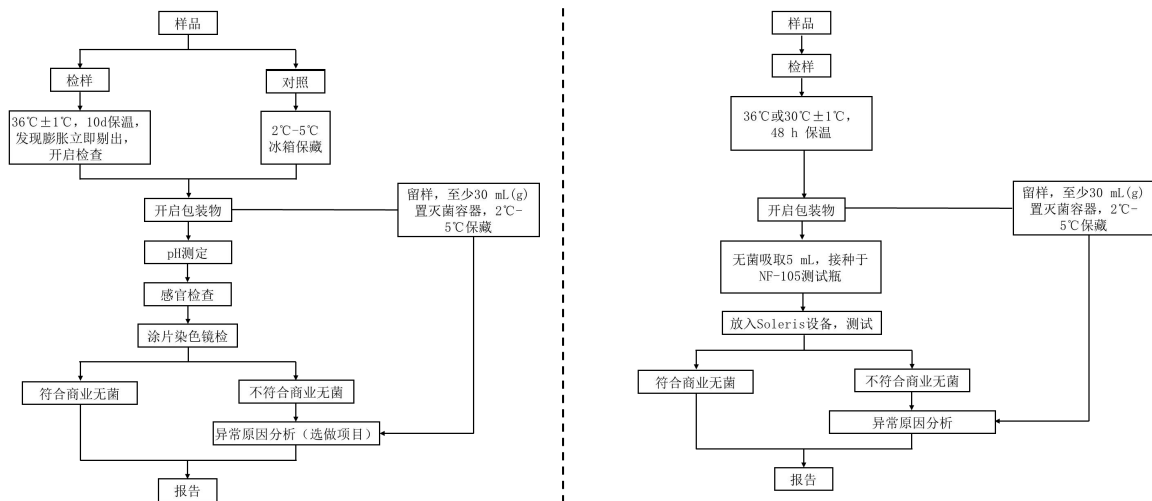 样品
检样
对照
36℃±1℃，10d保温，
发现膨胀立即剔出，
开启检查
2℃-5℃
冰箱保藏
开启包装物
留样，至少30 mL(g)
置灭菌容器，2℃-
5℃保藏
pH测定
感官检查
涂片染色镜检
符合商业无菌
不符合商业无菌
异常原因分析（选做项目）
报告
样品
检样
36℃或30℃±1℃，
48 h 保温
开启包装物
留样，至少30 mL(g)
置灭菌容器，2℃-
5℃保藏
无菌吸取5 mL，接种于
NF-105测试瓶
放入Soleris设备，测试
符合商业无菌
不符合商业无菌
异常原因分析
报告